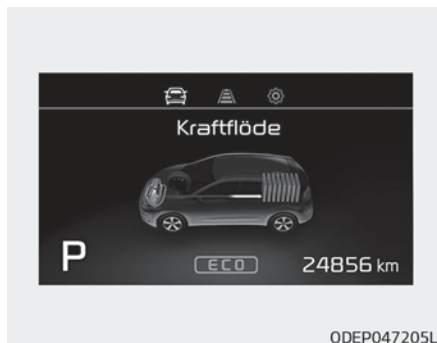 Kraftflöde
P
ECO
24856 km
ODEP047205L